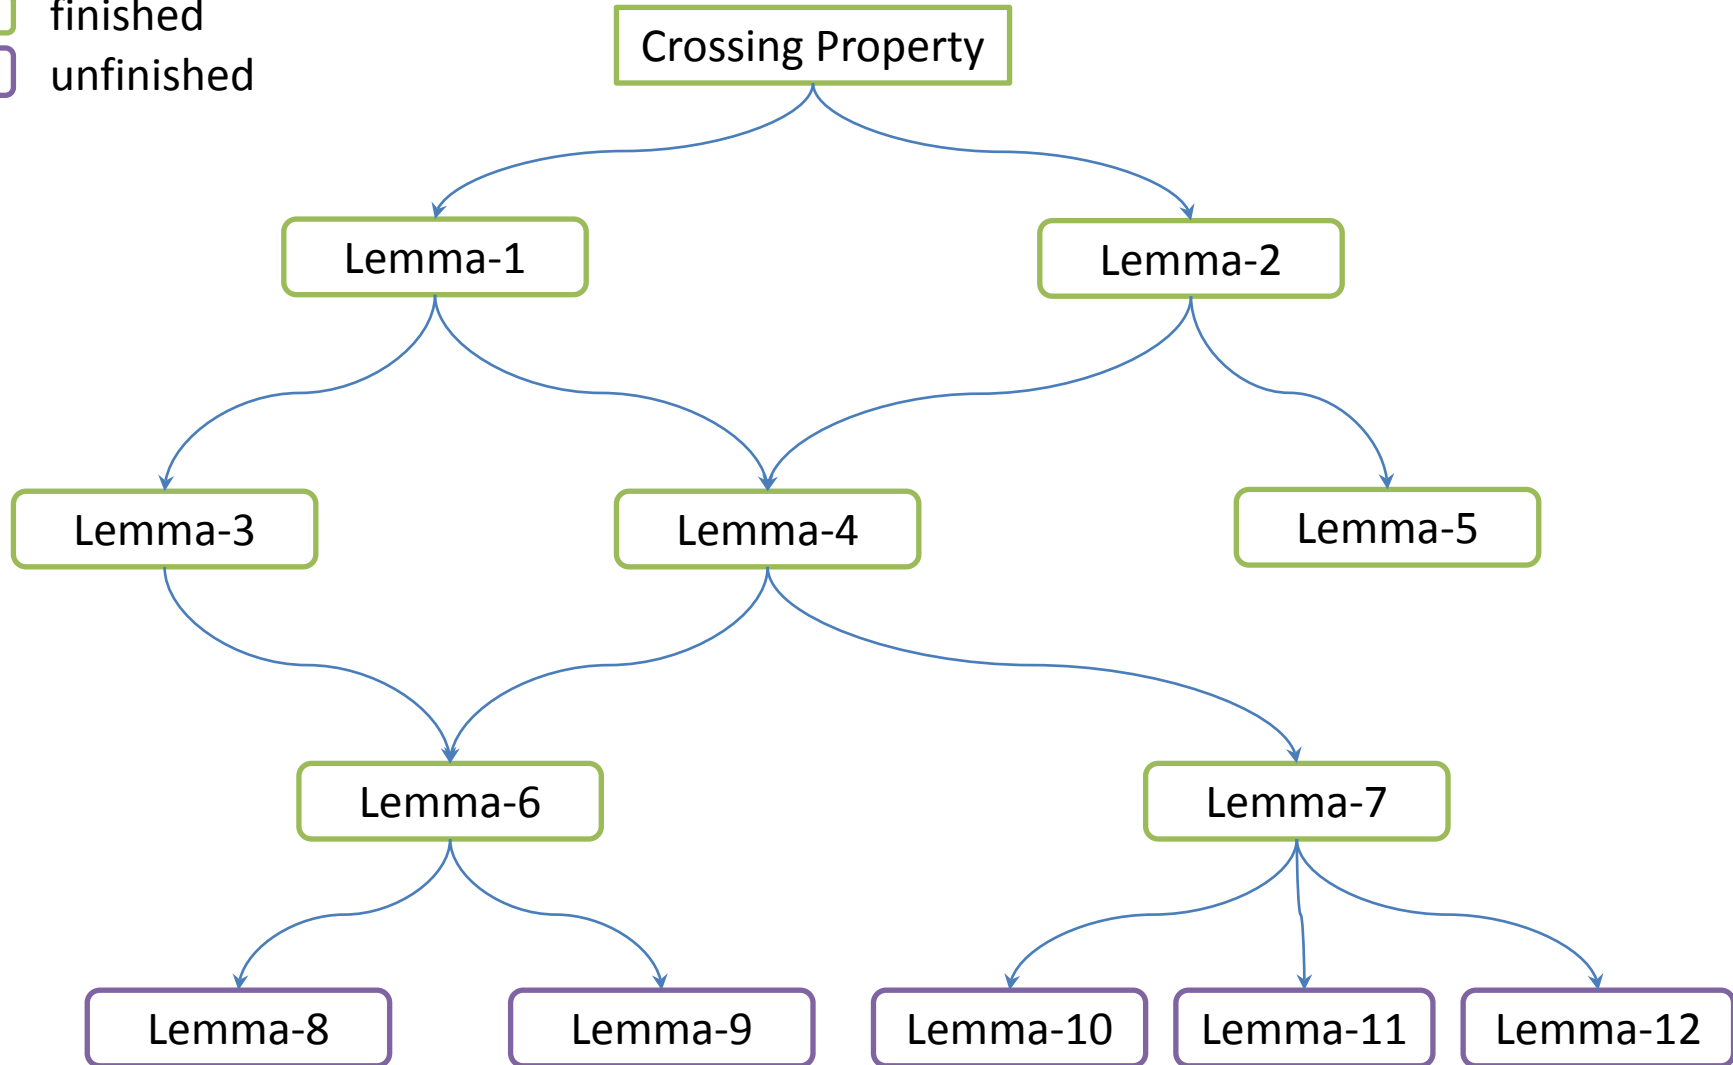 finished
unfinished
Crossing Property
Lemma-1
Lemma-2
Lemma-3
Lemma-4
Lemma-5
Lemma-6
Lemma-7
Lemma-8
Lemma-9
Lemma-10
Lemma-11
Lemma-12